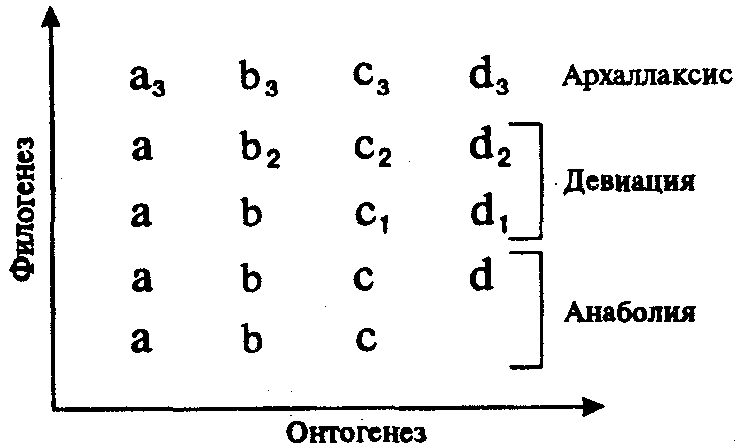 Филогенез
a₃ b₃ c₃ d₃ Архаллаксис
a b₂ c₂ d₂
Девиация
a b c₁ d₁
a b c d
Анаболия
a b c
Онтогенез